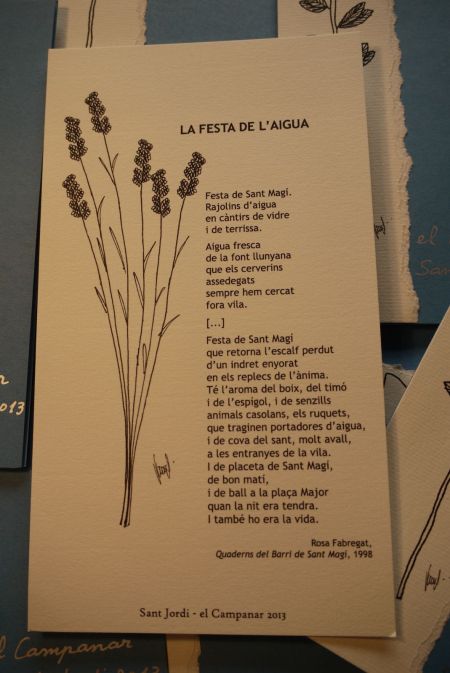 LA FESTA DE L'AIGUA
Festa de Sant Magí.
Rajolins d'aigua
en càntirs de vidre
i de terrissa.
Aigua fresca
de la font llunyana
que els cerverins
assedegats
sempre hem cercat
fora vila.
[...]
Festa de Sant Magí
que retorna l'escalf perdut
d'un indret enyorat
en els replecs de l'ànima.
Té l'aroma del boix, del timó
i de l'espígol, i de senzills
animals casolans, els ruquets,
que traginen portadores d'aigua,
i de cova del sant, molt avall,
a les entranyes de la vila.
I de placeta de Sant Magí,
de bon matí,
i de ball a la plaça Major
quan la nit era tendra.
I també ho era la vida.
Rosa Fabregat,
Quaderns del Barri de Sant Magí, 1998
Sant Jordi - el Campanar 2013
el
San
2013
el Campanar
2013